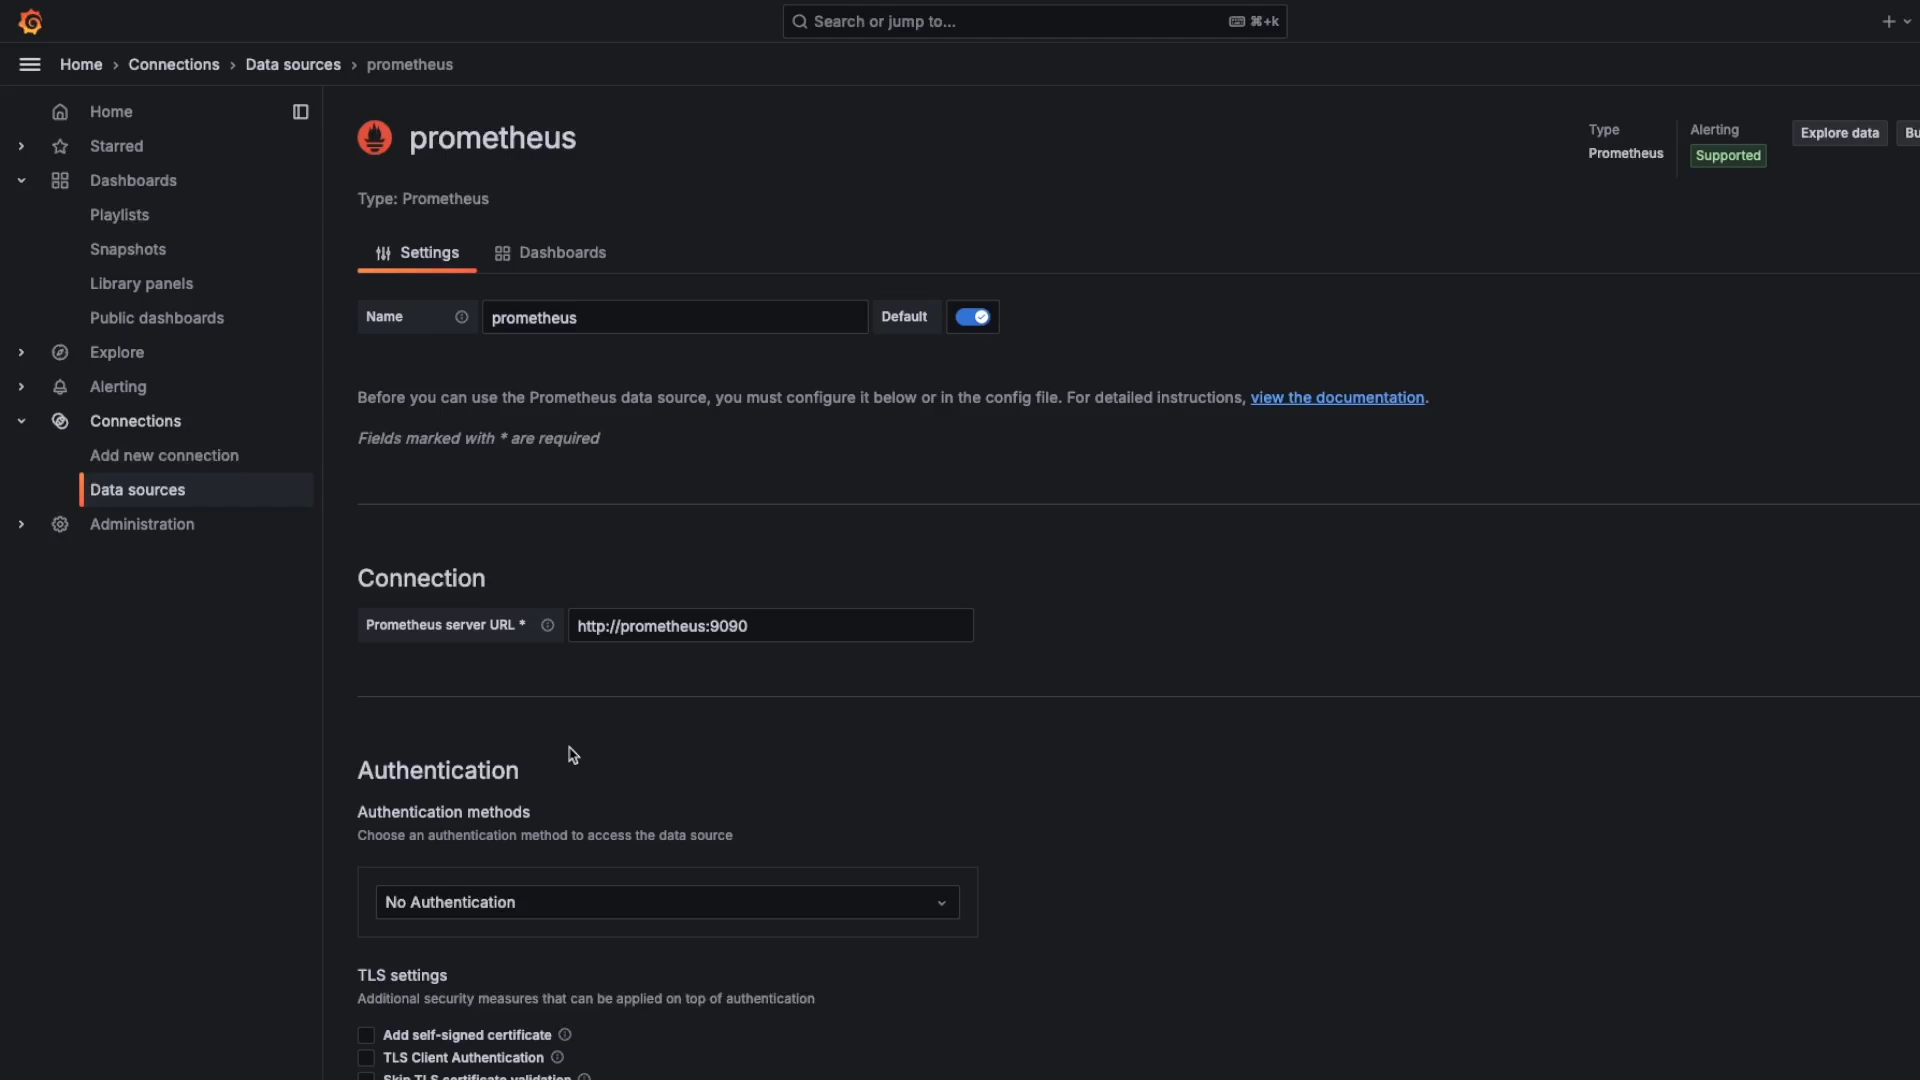 Search or jump to...
⌘+k
Home › Connections › Data sources › prometheus
Home
Starred
Dashboards
Playlists
Snapshots
Library panels
Public dashboards
Explore
Alerting
Connections
Add new connection
Data sources
Administration
prometheus
Type
Prometheus
Alerting
Supported
Explore data
Bu
Type: Prometheus
Settings
Dashboards
Name
prometheus
Default
Before you can use the Prometheus data source, you must configure it below or in the config file. For detailed instructions, view the documentation.
Fields marked with * are required
Connection
Prometheus server URL *
http://prometheus:9090
Authentication
Authentication methods
Choose an authentication method to access the data source
No Authentication
TLS settings
Additional security measures that can be applied on top of authentication
Add self-signed certificate
TLS Client Authentication
Skip TLS certificate validation